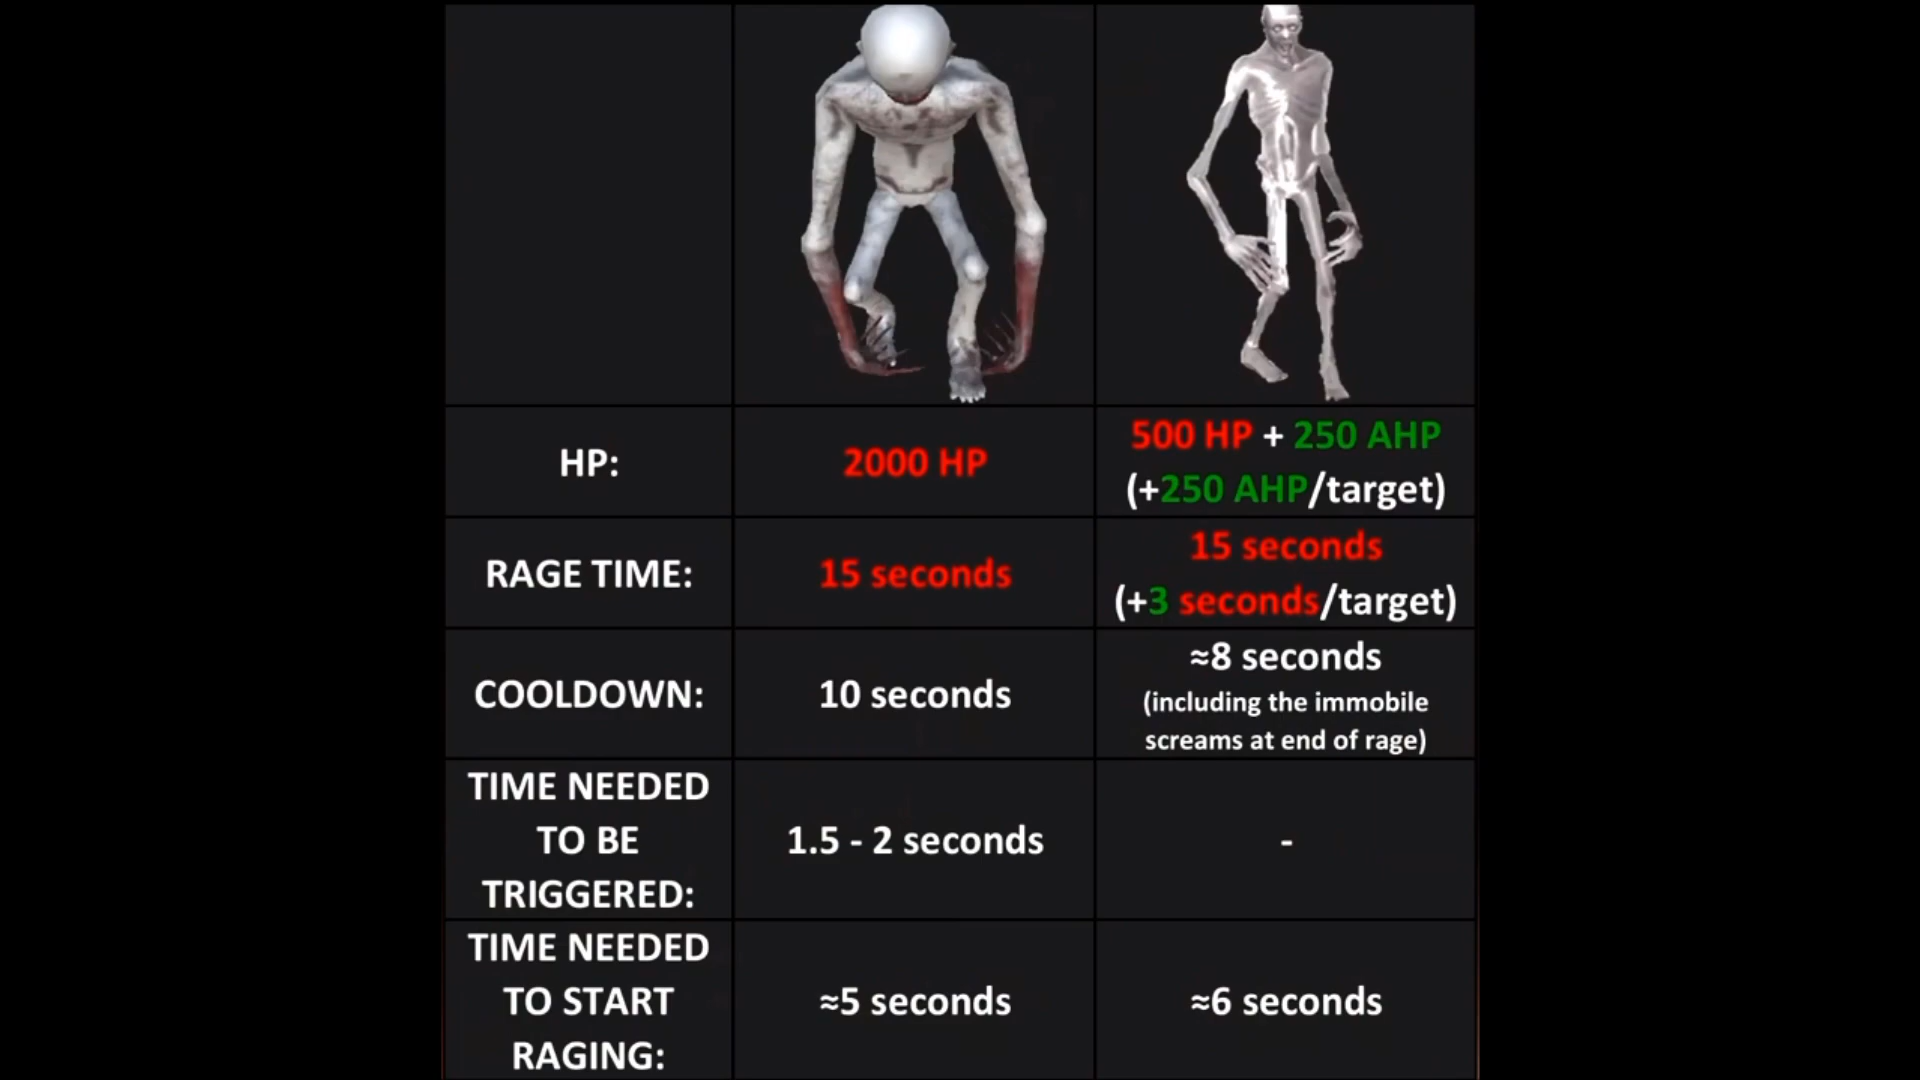 HP:
2000 HP
500 HP + 250 AHP
(+250 AHP/target)
RAGE TIME:
15 seconds
15 seconds
(+3 seconds/target)
COOLDOWN:
10 seconds
≈8 seconds
(including the immobile
screams at end of rage)
TIME NEEDED
TO BE
TRIGGERED:
1.5 - 2 seconds
-
TIME NEEDED
TO START
RAGING:
≈5 seconds
≈6 seconds